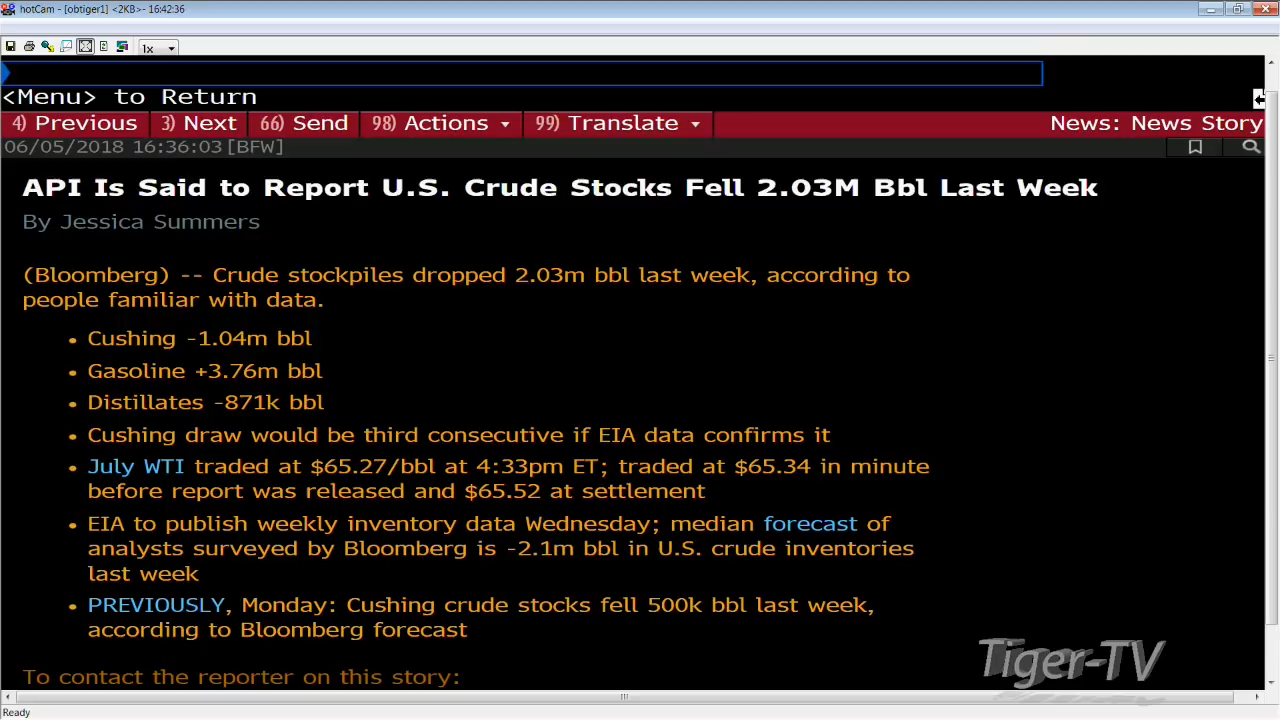 hotCam - [obtiger1] <2KB>- 16:42:36
1x
<Menu> to Return
4) Previous 3) Next 66) Send 98) Actions 99) Translate News: News Story
06/05/2018 16:36:03 [BFW]
API Is Said to Report U.S. Crude Stocks Fell 2.03M Bbl Last Week
By Jessica Summers
(Bloomberg) -- Crude stockpiles dropped 2.03m bbl last week, according to
people familiar with data.
• Cushing -1.04m bbl
• Gasoline +3.76m bbl
• Distillates -871k bbl
• Cushing draw would be third consecutive if EIA data confirms it
• July WTI traded at $65.27/bbl at 4:33pm ET; traded at $65.34 in minute
before report was released and $65.52 at settlement
• EIA to publish weekly inventory data Wednesday; median forecast of
analysts surveyed by Bloomberg is -2.1m bbl in U.S. crude inventories
last week
• PREVIOUSLY, Monday: Cushing crude stocks fell 500k bbl last week,
according to Bloomberg forecast
To contact the reporter on this story:
Tiger-TV
Ready